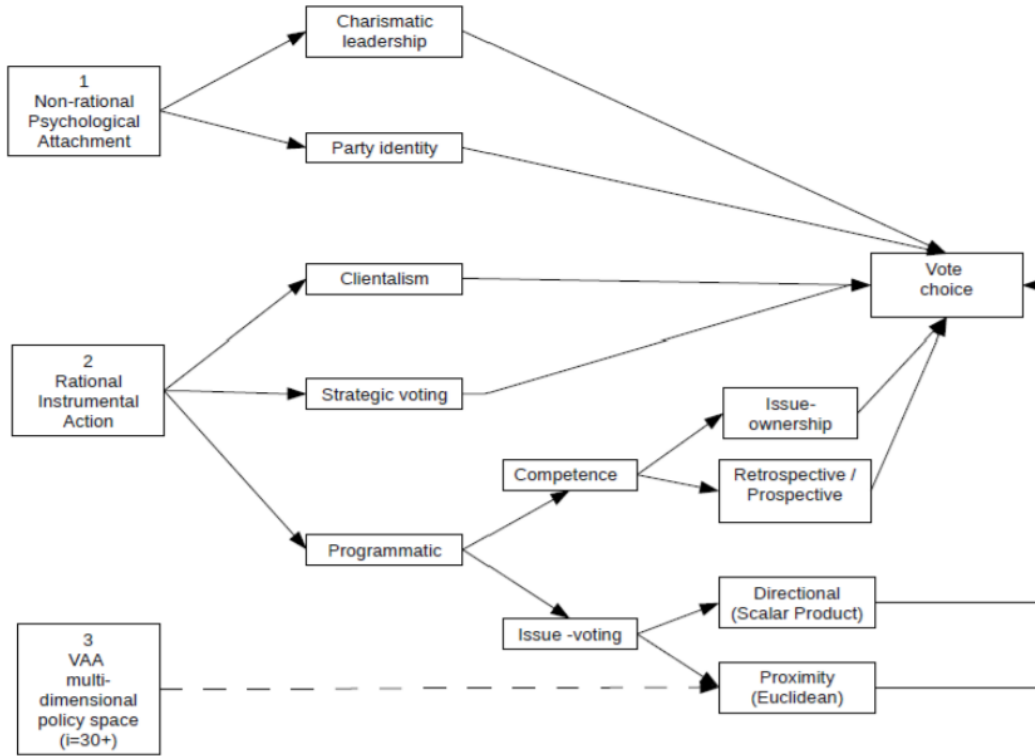 Charismatic
leadership
1
Non-rational
Psychological
Attachment
Party identity
Clientalism
Vote
choice
2
Rational
Instrumental
Action
Strategic voting
Issue-
ownership
Competence
Retrospective /
Prospective
Programmatic
Directional
(Scalar Product)
Issue -voting
3
VAA
multi-
dimensional
policy space
(i=30+)
Proximity
(Euclidean)